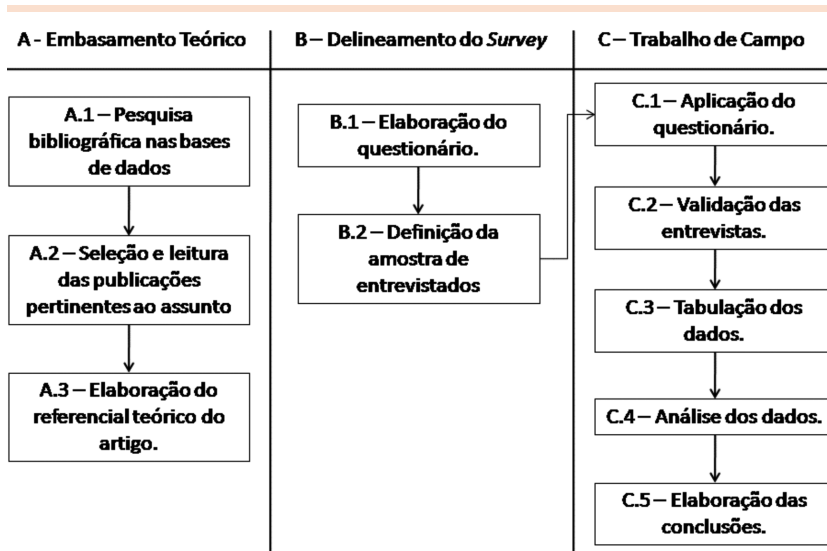 A - Embasamento Teórico
A.1 – Pesquisa
bibliográfica nas bases
de dados
A.2 – Seleção e leitura
das publicações
pertinentes ao assunto
A.3 – Elaboração do
referencial teórico do
artigo.
B – Delineamento do Survey
B.1 – Elaboração do
questionário.
B.2 – Definição da
amostra de
entrevistados
C – Trabalho de Campo
C.1 – Aplicação do
questionário.
C.2 – Validação das
entrevistas.
C.3 – Tabulação dos
dados.
C.4 – Análise dos dados.
C.5 – Elaboração das
conclusões.